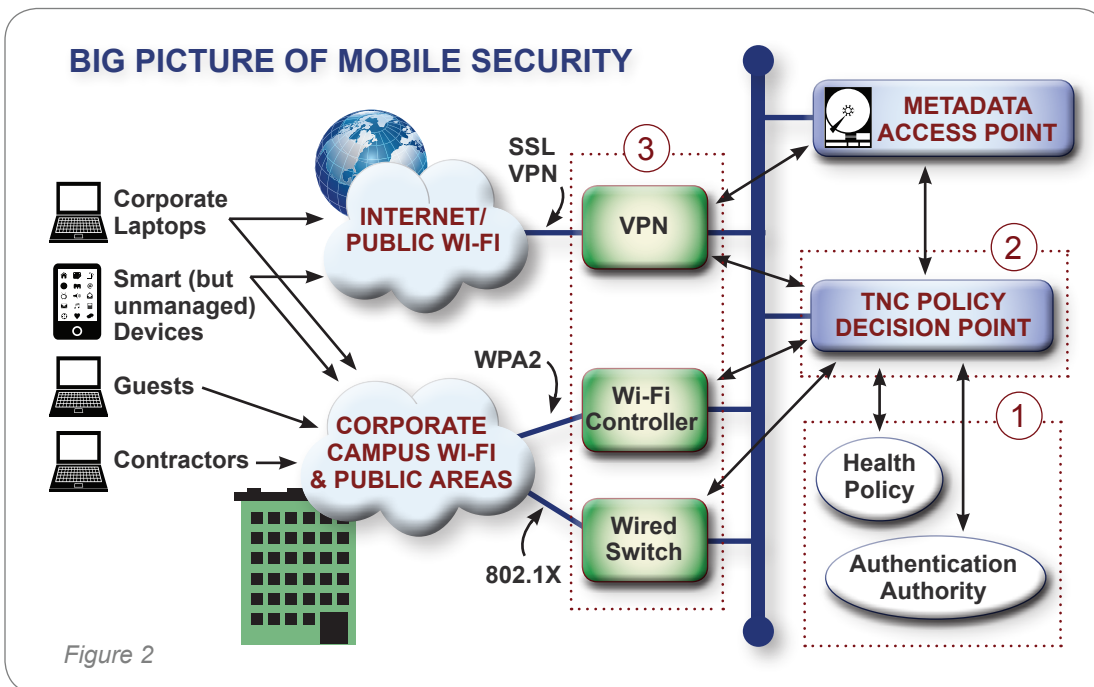 BIG PICTURE OF MOBILE SECURITY
Corporate
Laptops
Smart (but
unmanaged)
Devices
Guests
Contractors
INTERNET/
PUBLIC WI-FI
SSL
VPN
CORPORATE
CAMPUS WI-FI
& PUBLIC AREAS
WPA2
802.1X
3
VPN
Wi-Fi
Controller
Wired
Switch
METADATA
ACCESS POINT
2
TNC POLICY
DECISION POINT
1
Health
Policy
Authentication
Authority
Figure 2